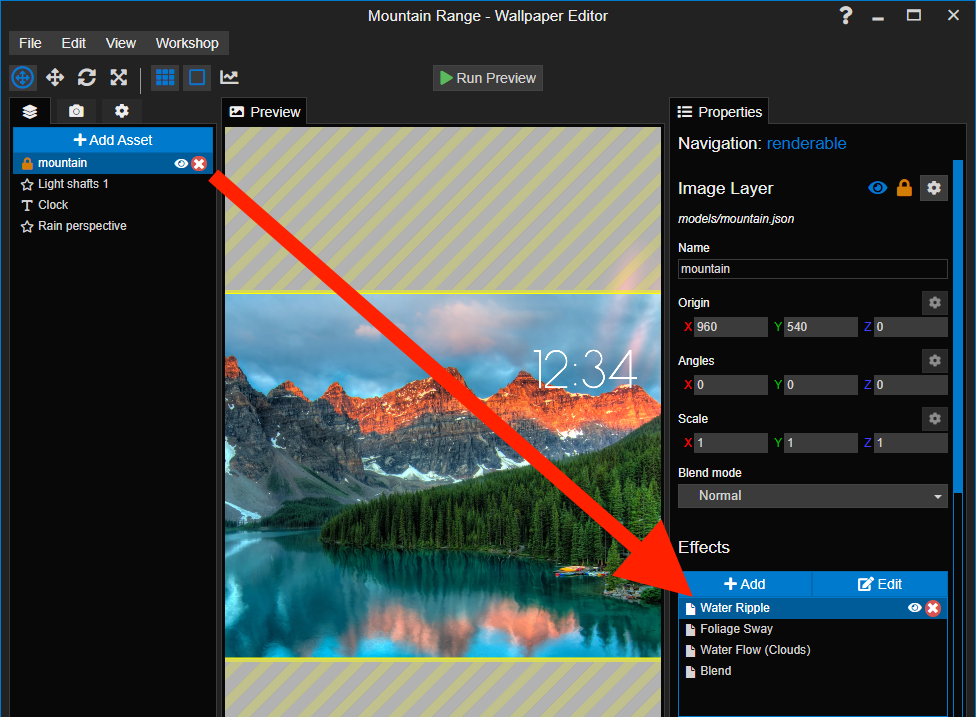 Mountain Range - Wallpaper Editor
?
File Edit View Workshop
Run Preview
Preview
Properties
Add Asset
mountain
Light shafts 1
Clock
Rain perspective
12:34
Navigation: renderable
Image Layer
models/mountain.json
Name
mountain
Origin
X 960 Y 540 Z 0
Angles
X 0 Y 0 Z 0
Scale
X 1 Y 1 Z 1
Blend mode
Normal
Effects
Add Edit
Water Ripple
Foliage Sway
Water Flow (Clouds)
Blend